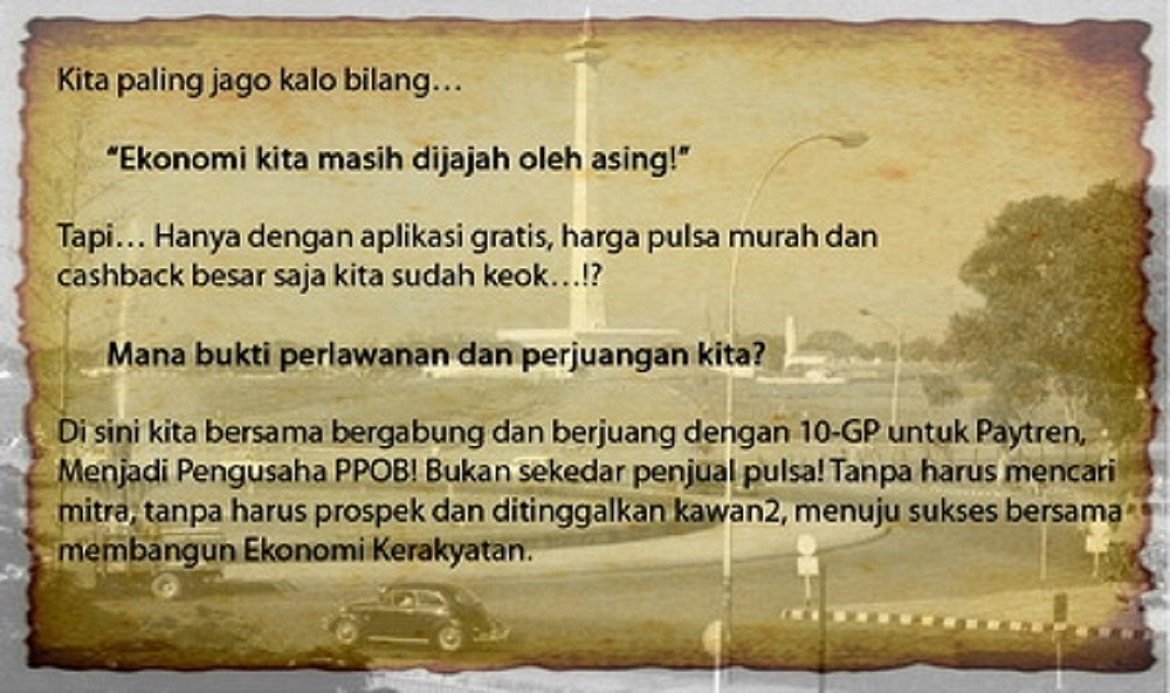 Kita paling jago kalo bilang…
“Ekonomi kita masih dijajah oleh asing!”
Tapi… Hanya dengan aplikasi gratis, harga pulsa murah dan
cashback besar saja kita sudah keok…!?
Mana bukti perlawanan dan perjuangan kita?
Di sini kita bersama bergabung dan berjuang dengan 10-GP untuk Paytren,
Menjadi Pengusaha PPOB! Bukan sekedar penjual pulsa! Tanpa harus mencari
mitra, tanpa harus prospek dan ditinggalkan kawan2, menuju sukses bersama
membangun Ekonomi Kerakyatan.